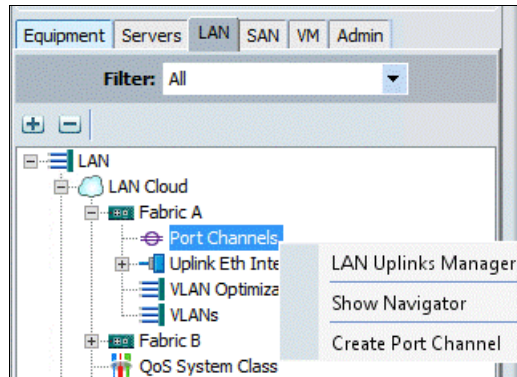 Equipment Servers LAN SAN VM Admin
Filter: All
LAN
LAN Cloud
Fabric A
Port Channels
Uplink Eth Inte
VLAN Optimiza
VLANs
Fabric B
QoS System Class
LAN Uplinks Manager
Show Navigator
Create Port Channel